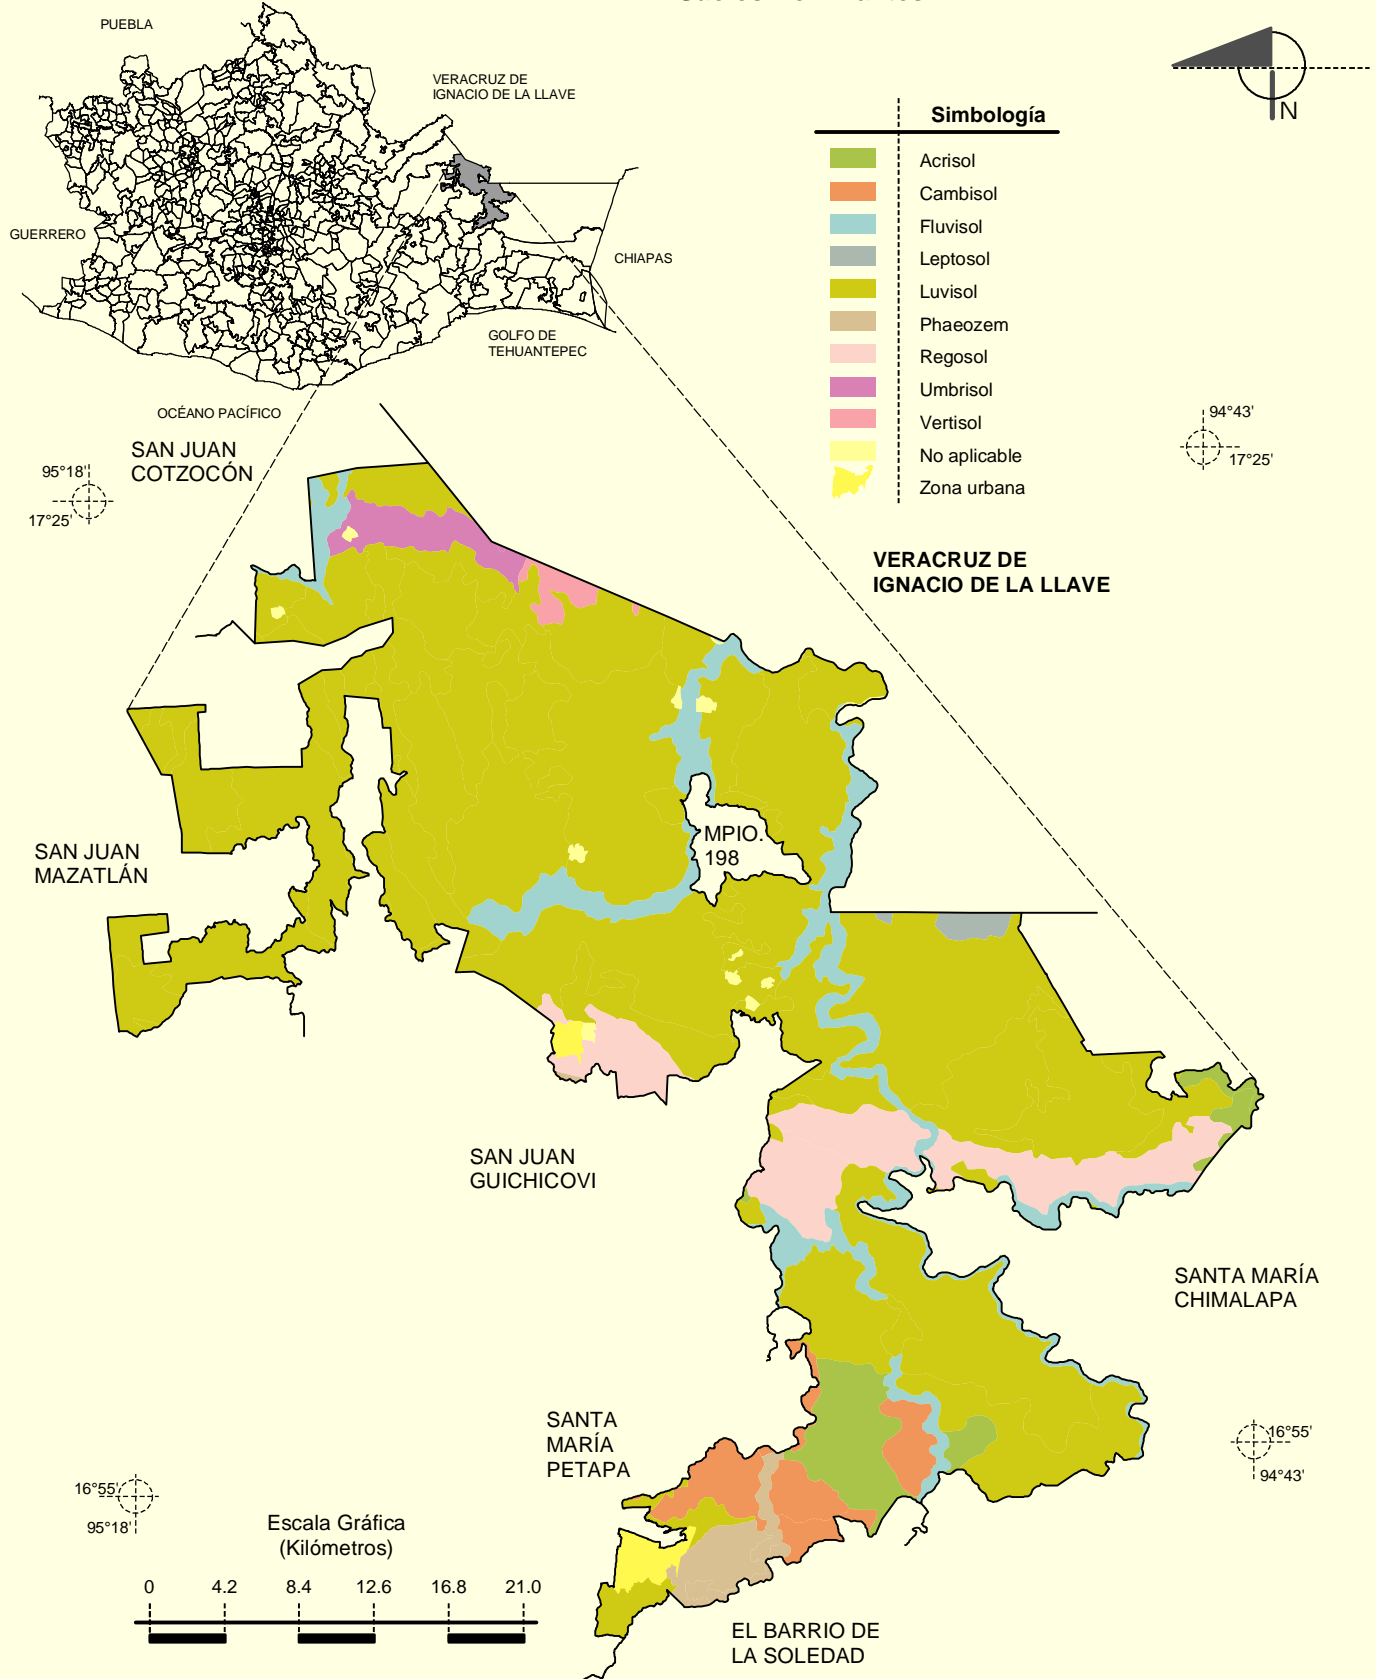 PUEBLA
VERACRUZ DE
IGNACIO DE LA LLAVE
GUERRERO
CHIAPAS
GOLFO DE
TEHUANTEPEC
OCÉANO PACÍFICO
N
Simbología
Acrisol
Cambisol
Fluvisol
Leptosol
Luvisol
Phaeozem
Regosol
Umbrisol
Vertisol
No aplicable
Zona urbana
94°43'
17°25'
95°18'
17°25'
SAN JUAN
COTZOCÓN
VERACRUZ DE
IGNACIO DE LA LLAVE
MPIO.
198
SAN JUAN
MAZATLÁN
SAN JUAN
GUICHICOVI
SANTA MARÍA
CHIMALAPA
SANTA
MARÍA
PETAPA
16°55'
94°43'
16°55'
95°18'
Escala Gráfica
(Kilómetros)
0 4.2 8.4 12.6 16.8 21.0
EL BARRIO DE
LA SOLEDAD